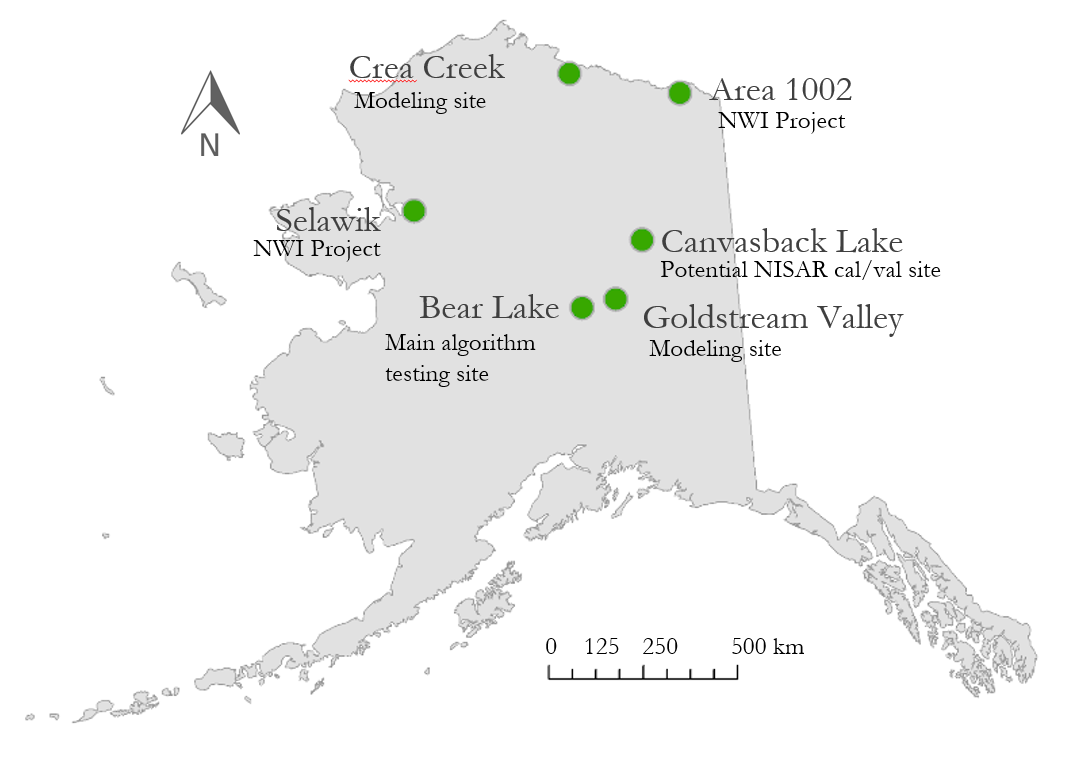 Crea Creek
Modeling site
Area 1002
NWI Project
N
Selawik
NWI Project
Canvasback Lake
Potential NISAR cal/val site
Bear Lake
Main algorithm
testing site
Goldstream Valley
Modeling site
0 125 250 500 km